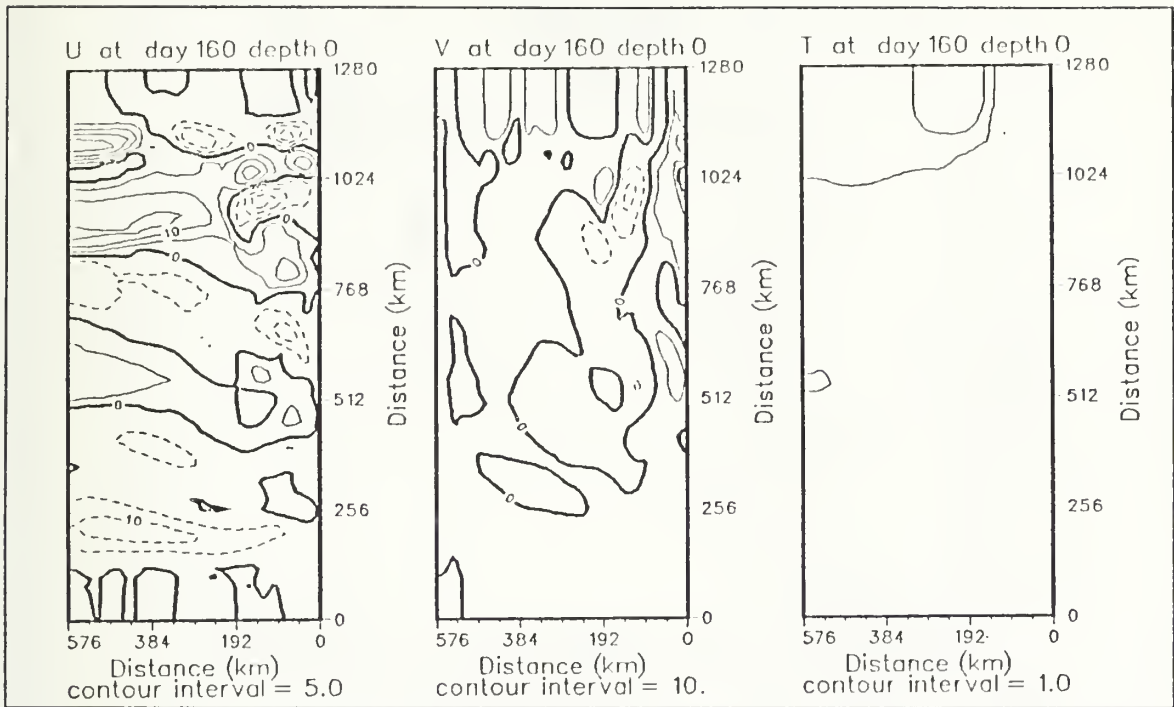 U at day 160 depth 0
1280
1024
768
512
256
0
576 384 192 0
Distance (km)
Distance (km)
contour interval = 5.0
0
10
0
0
10
V at day 160 depth 0
1280
1024
768
512
256
0
576 384 192 0
Distance (km)
Distance (km)
contour interval = 10.
0
0
0
0
0
T at day 160 depth 0
1280
1024
768
512
256
0
576 384 192 0
Distance (km)
Distance (km)
contour interval = 1.0